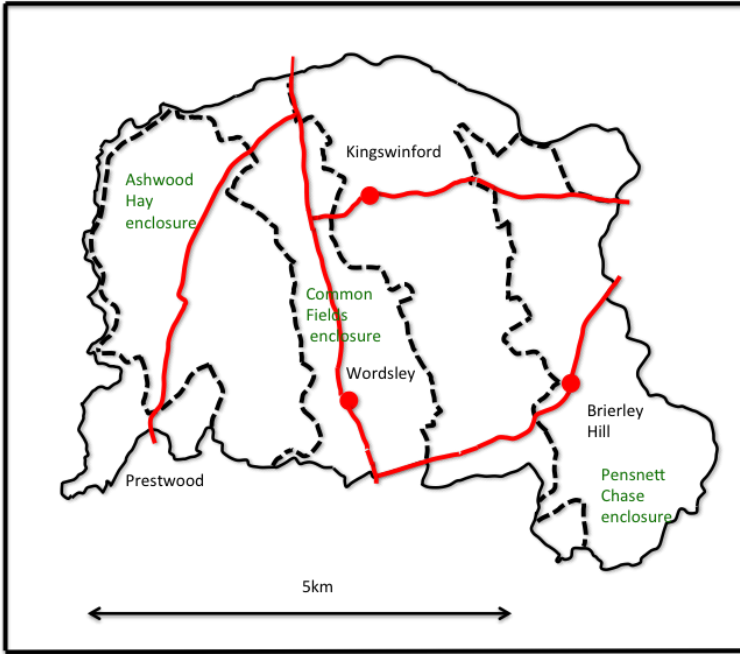 Kingswinford
Ashwood
Hay
enclosure
Common
Fields
enclosure
Wordsley
Brierley
Hill
Prestwood
Pensnett
Chase
enclosure
5km